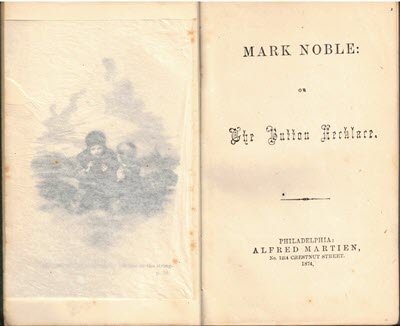 MARK NOBLE:
OR
The Button Necklace.
PHILADELPHIA:
ALFRED MARTIEN,
No. 1214 CHESTNUT STREET.
1874.